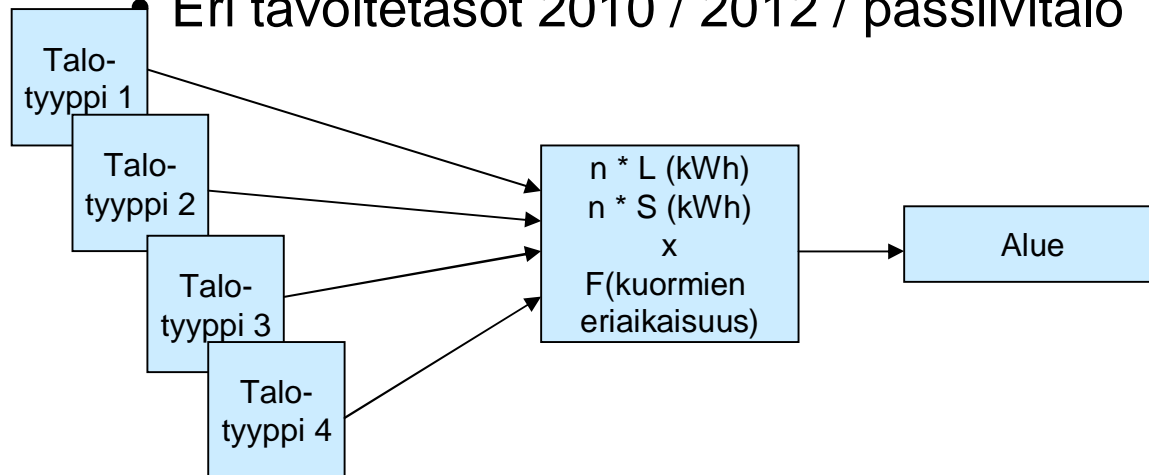 • Eri tavoitetasot 2010 / 2012 / passiivitalo
Talo-
tyyppi 1
Talo-
tyyppi 2
Talo-
tyyppi 3
Talo-
tyyppi 4
n * L (kWh)
n * S (kWh)
x
F(kuormien
eriaikaisuus)
Alue